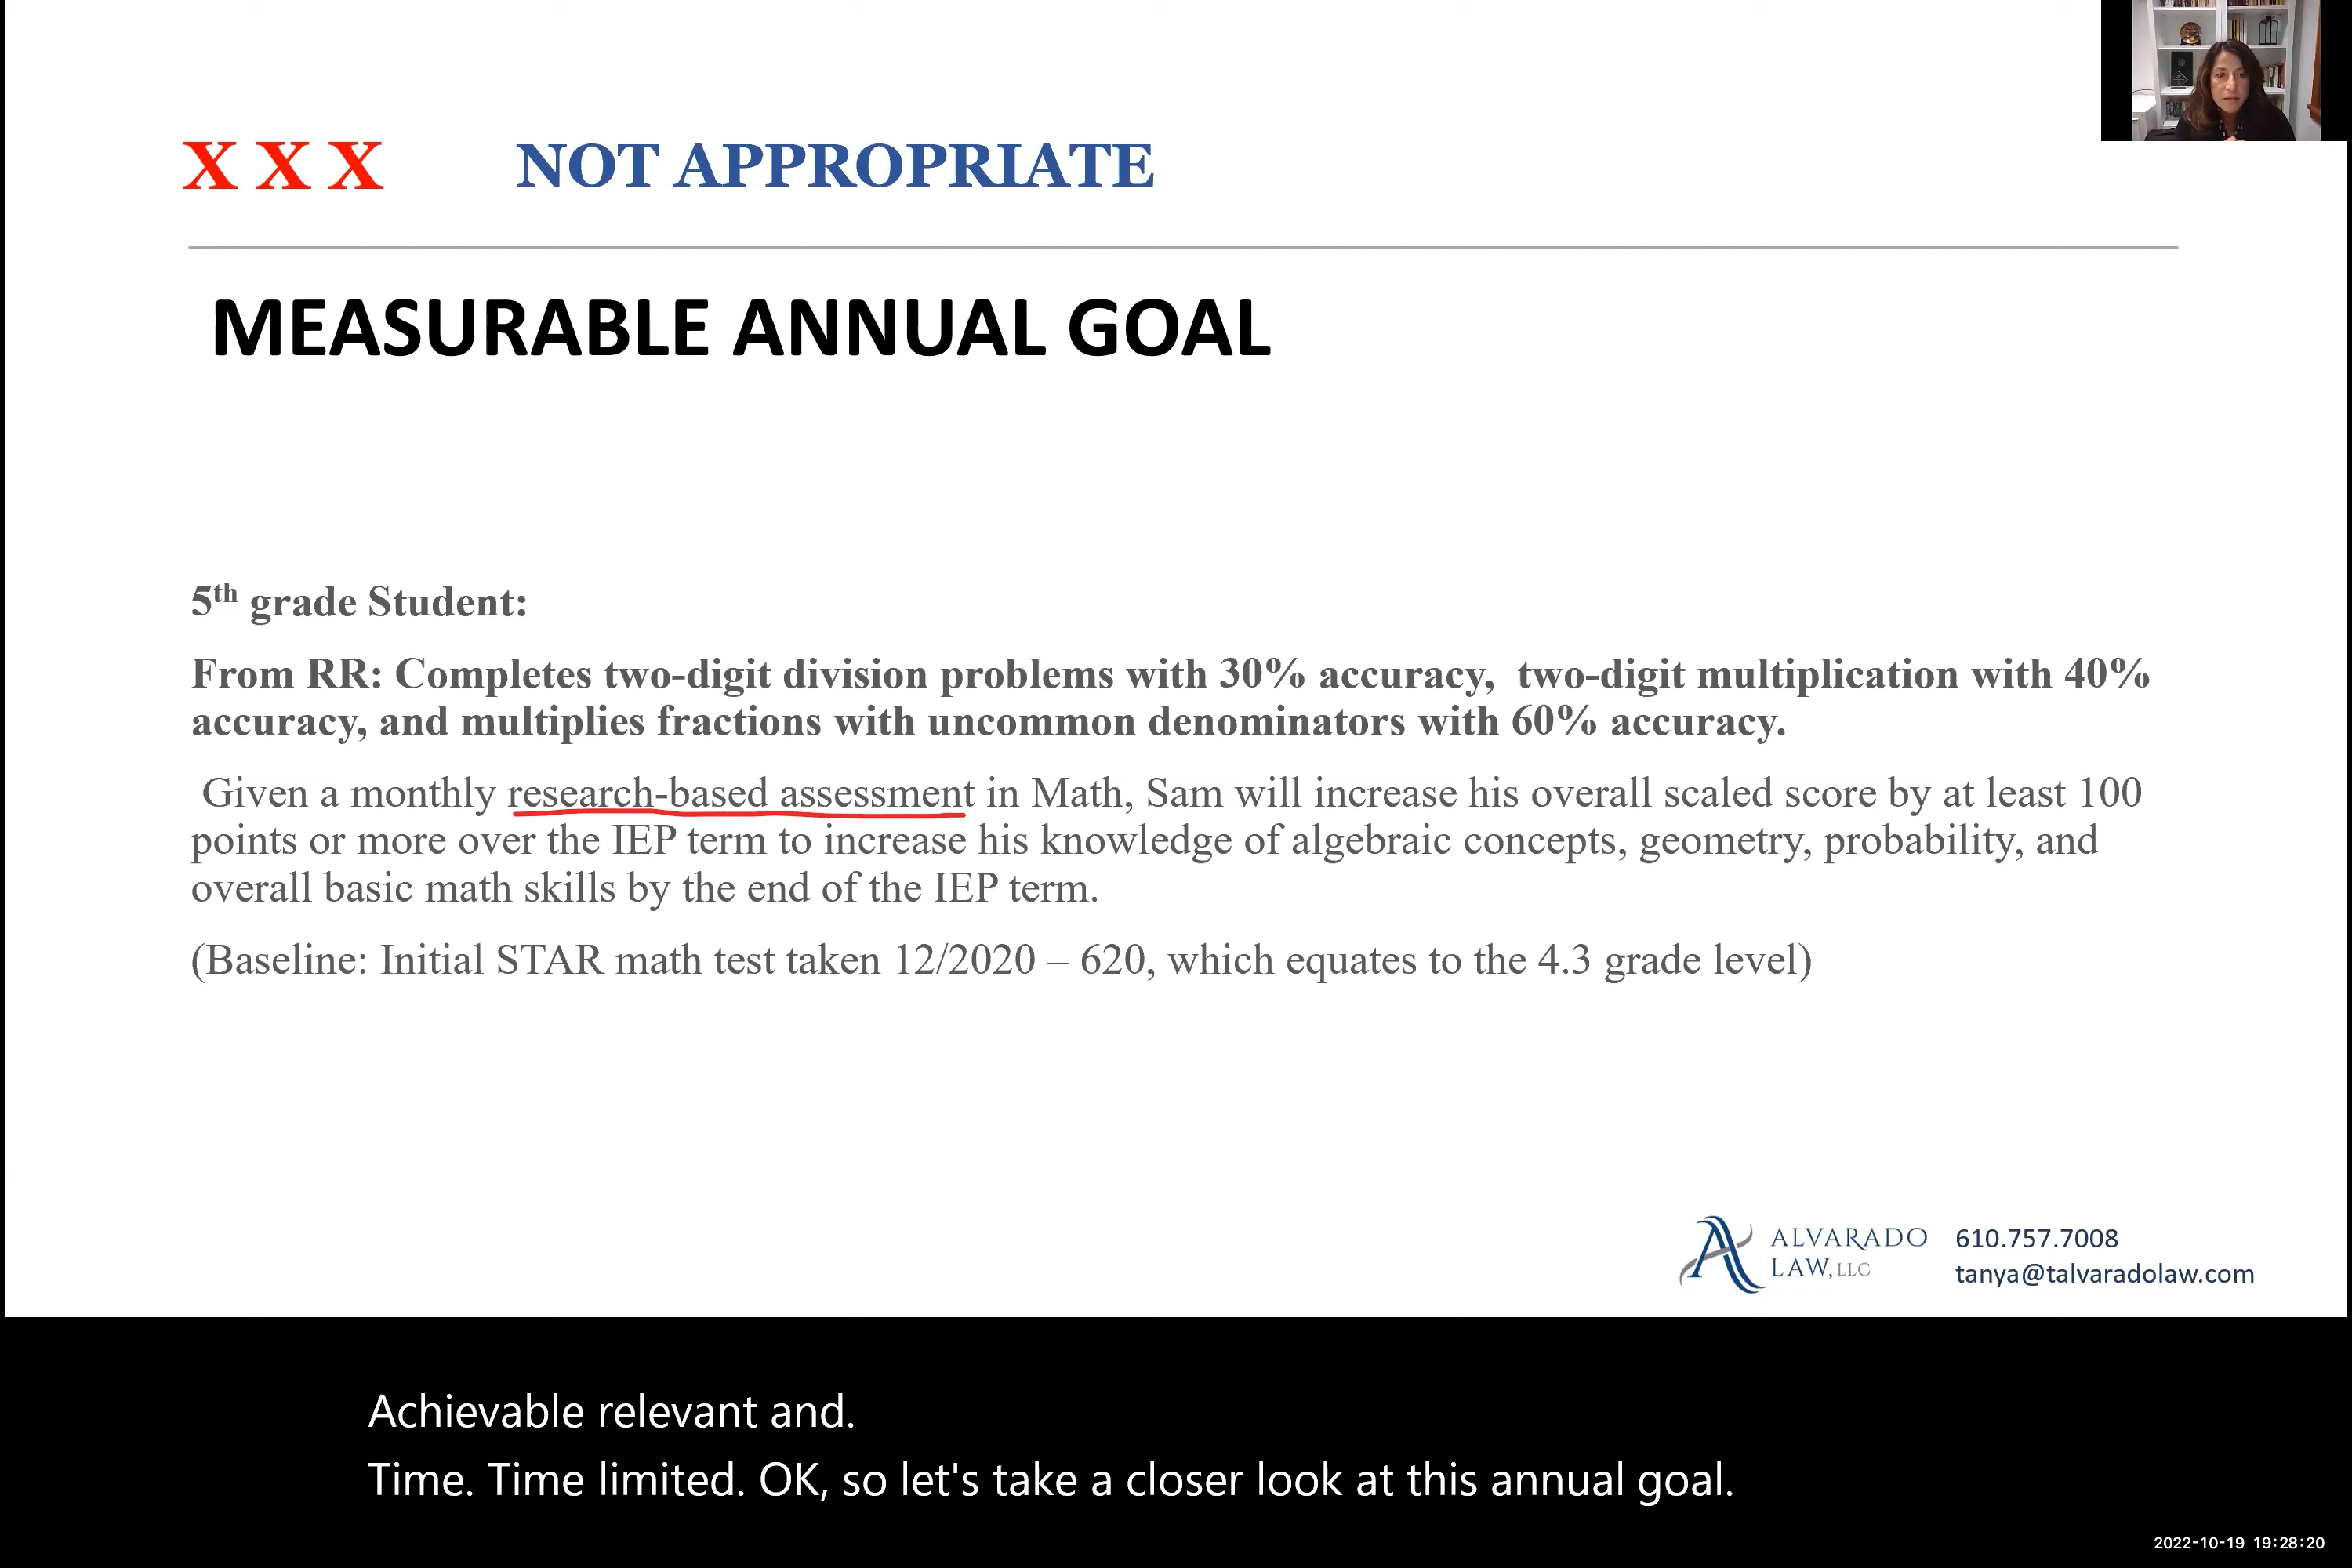 X X X NOT APPROPRIATE
MEASURABLE ANNUAL GOAL
5th grade Student:
From RR: Completes two-digit division problems with 30% accuracy,  two-digit multiplication with 40%
accuracy, and multiplies fractions with uncommon denominators with 60% accuracy.
Given a monthly research-based assessment in Math, Sam will increase his overall scaled score by at least 100
points or more over the IEP term to increase his knowledge of algebraic concepts, geometry, probability, and
overall basic math skills by the end of the IEP term.
(Baseline: Initial STAR math test taken 12/2020 – 620, which equates to the 4.3 grade level)
ALVARADO
LAW, LLC
610.757.7008
tanya@talvaradolaw.com
Achievable relevant and.
Time. Time limited. OK, so let's take a closer look at this annual goal.
2022-10-19 19:28:20